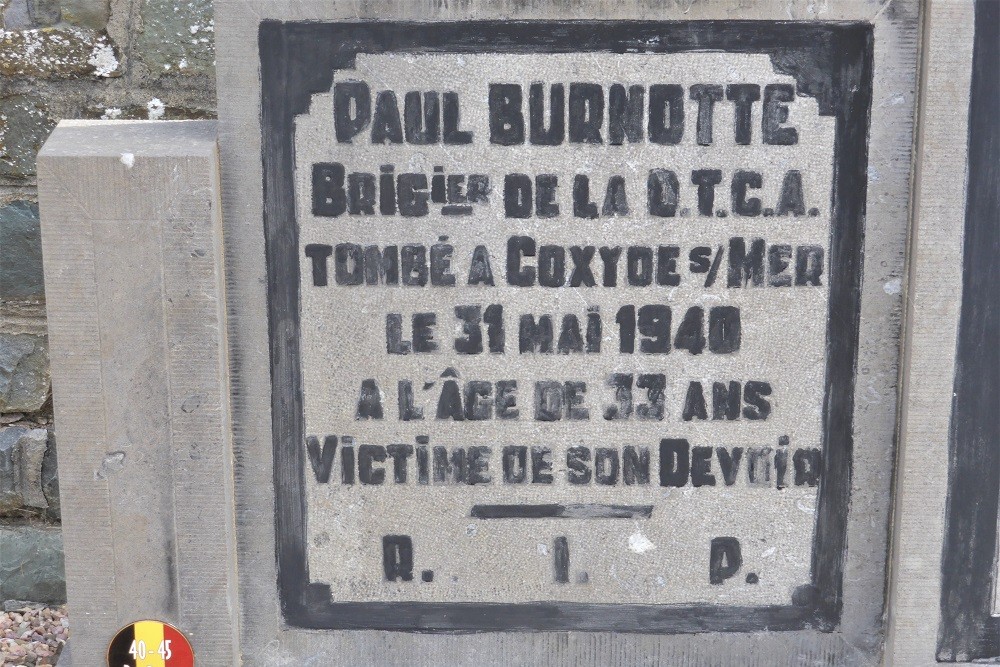 PAUL BURNOTTE
BRIGIER DE LA D.T.C.A.
TOMBÉ A COXYDE S/ MER
LE 31 MAI 1940
A L'ÂGE DE 33 ANS
VICTIME DE SON DEVOIR
R. I. P.
40-45